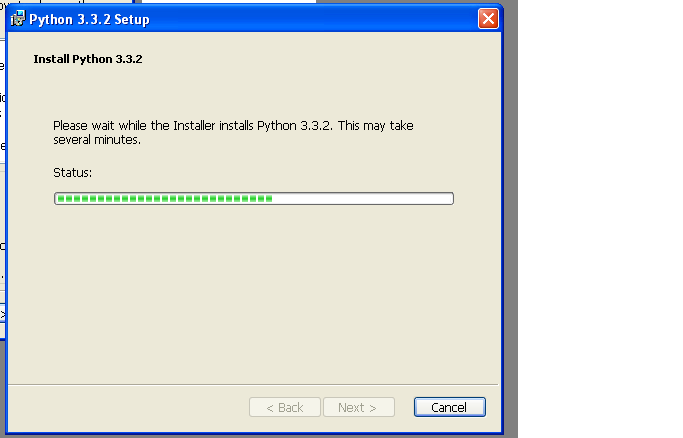 Python 3.3.2 Setup
Install Python 3.3.2
Please wait while the Installer installs Python 3.3.2. This may take
several minutes.
Status:
< Back
Next >
Cancel